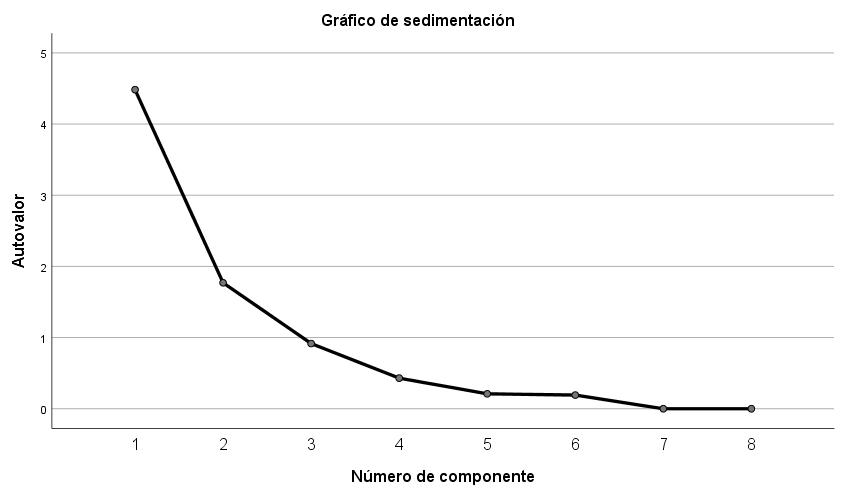 Gráfico de sedimentación
5
4
3
2
1
0
Autovalor
1 2 3 4 5 6 7 8
Número de componente